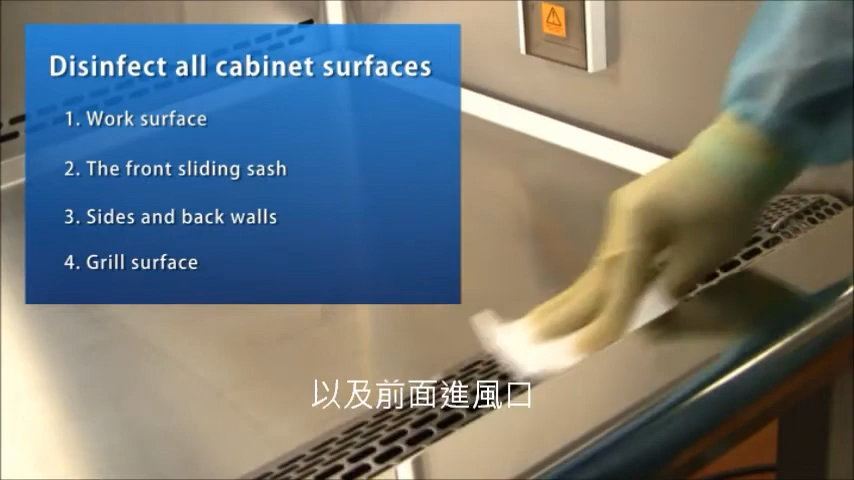 Disinfect all cabinet surfaces
1. Work surface
2. The front sliding sash
3. Sides and back walls
4. Grill surface
以及前面進風口